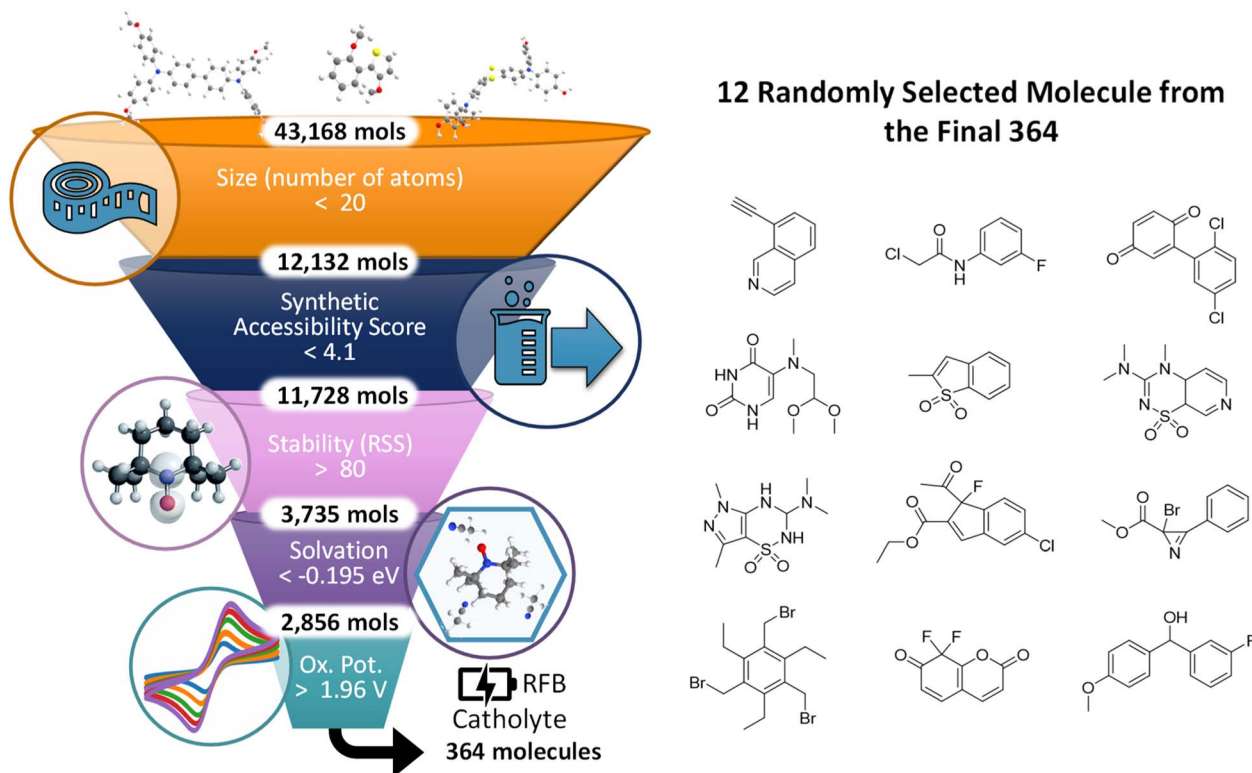 43,168 mols
Size (number of atoms)
< 20
12,132 mols
Synthetic
Accessibility Score
< 4.1
11,728 mols
Stability (RSS)
> 80
3,735 mols
Solvation
< -0.195 eV
2,856 mols
Ox. Pot.
> 1.96 V
RFB
Catholyte
364 molecules
12 Randomly Selected Molecule from
the Final 364
N
Cl
O
N
H
F
O
O
Cl
Cl
O
HN
O
N
H
N
O
O
S
O
O
N
N
N
S
O
O
N
N
N
H
N
N
N
NH
S
O
O
O
F
O
O
Cl
O
O
Br
N
Br
Br
Br
F
F
O
O
O
OH
O
F